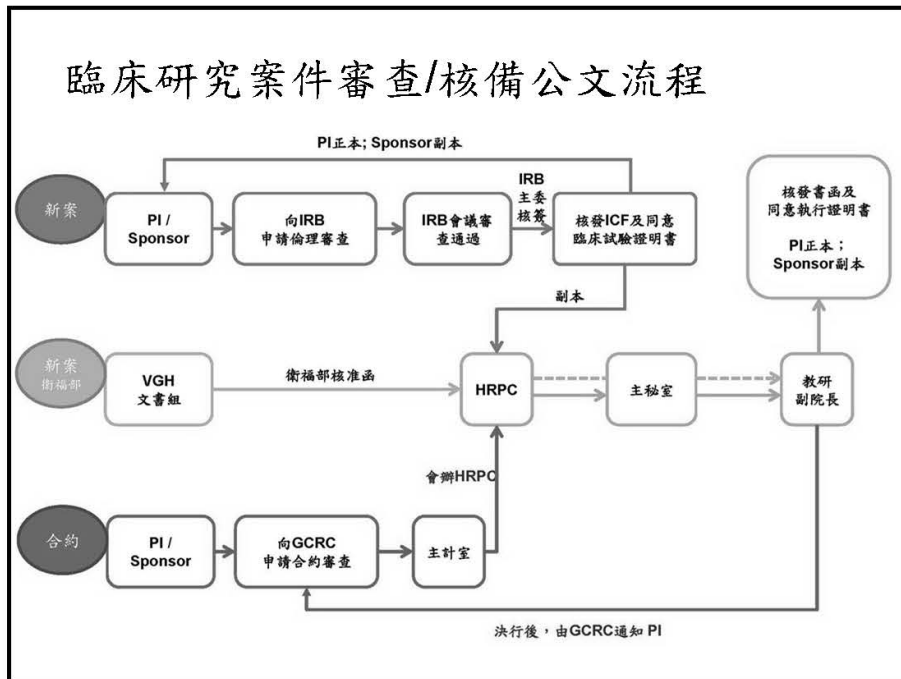 臨床研究案件審查/核備公文流程
PI正本; Sponsor副本
新案
PI /
Sponsor
向IRB
申請倫理審查
IRB會議審
查通過
IRB
主委
核簽
核發ICF及同意
臨床試驗證明書
核發書函及
同意執行證明書
PI正本；
Sponsor副本
副本
新案
衛福部
VGH
文書組
衛福部核准函
HRPC
主秘室
教研
副院長
會辦HRPC
合約
PI /
Sponsor
向GCRC
申請合約審查
主計室
決行後，由GCRC通知 PI